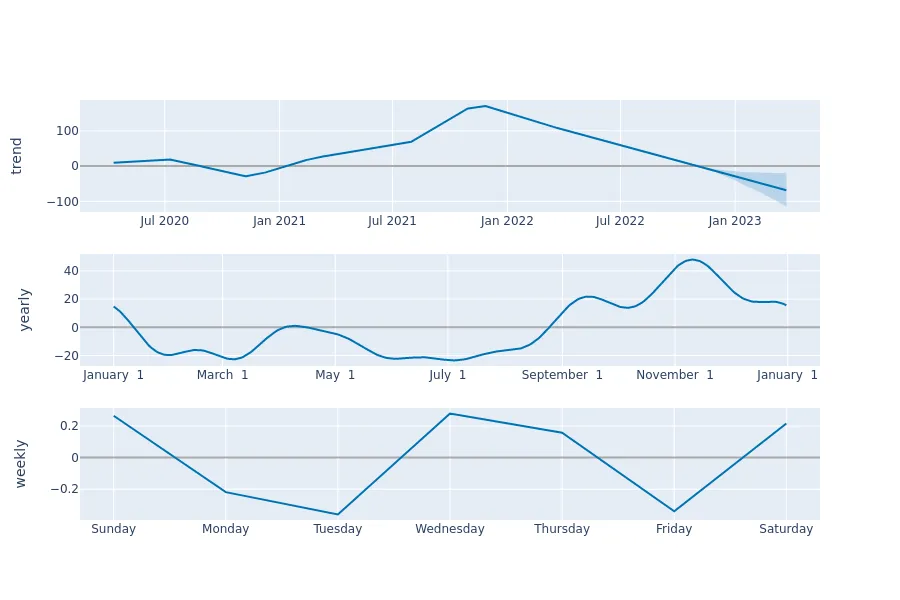 trend
100
0
−100
Jul 2020 Jan 2021 Jul 2021 Jan 2022 Jul 2022 Jan 2023
yearly
40
20
0
−20
January 1 March 1 May 1 July 1 September 1 November 1 January 1
weekly
0.2
0
−0.2
Sunday Monday Tuesday Wednesday Thursday Friday Saturday